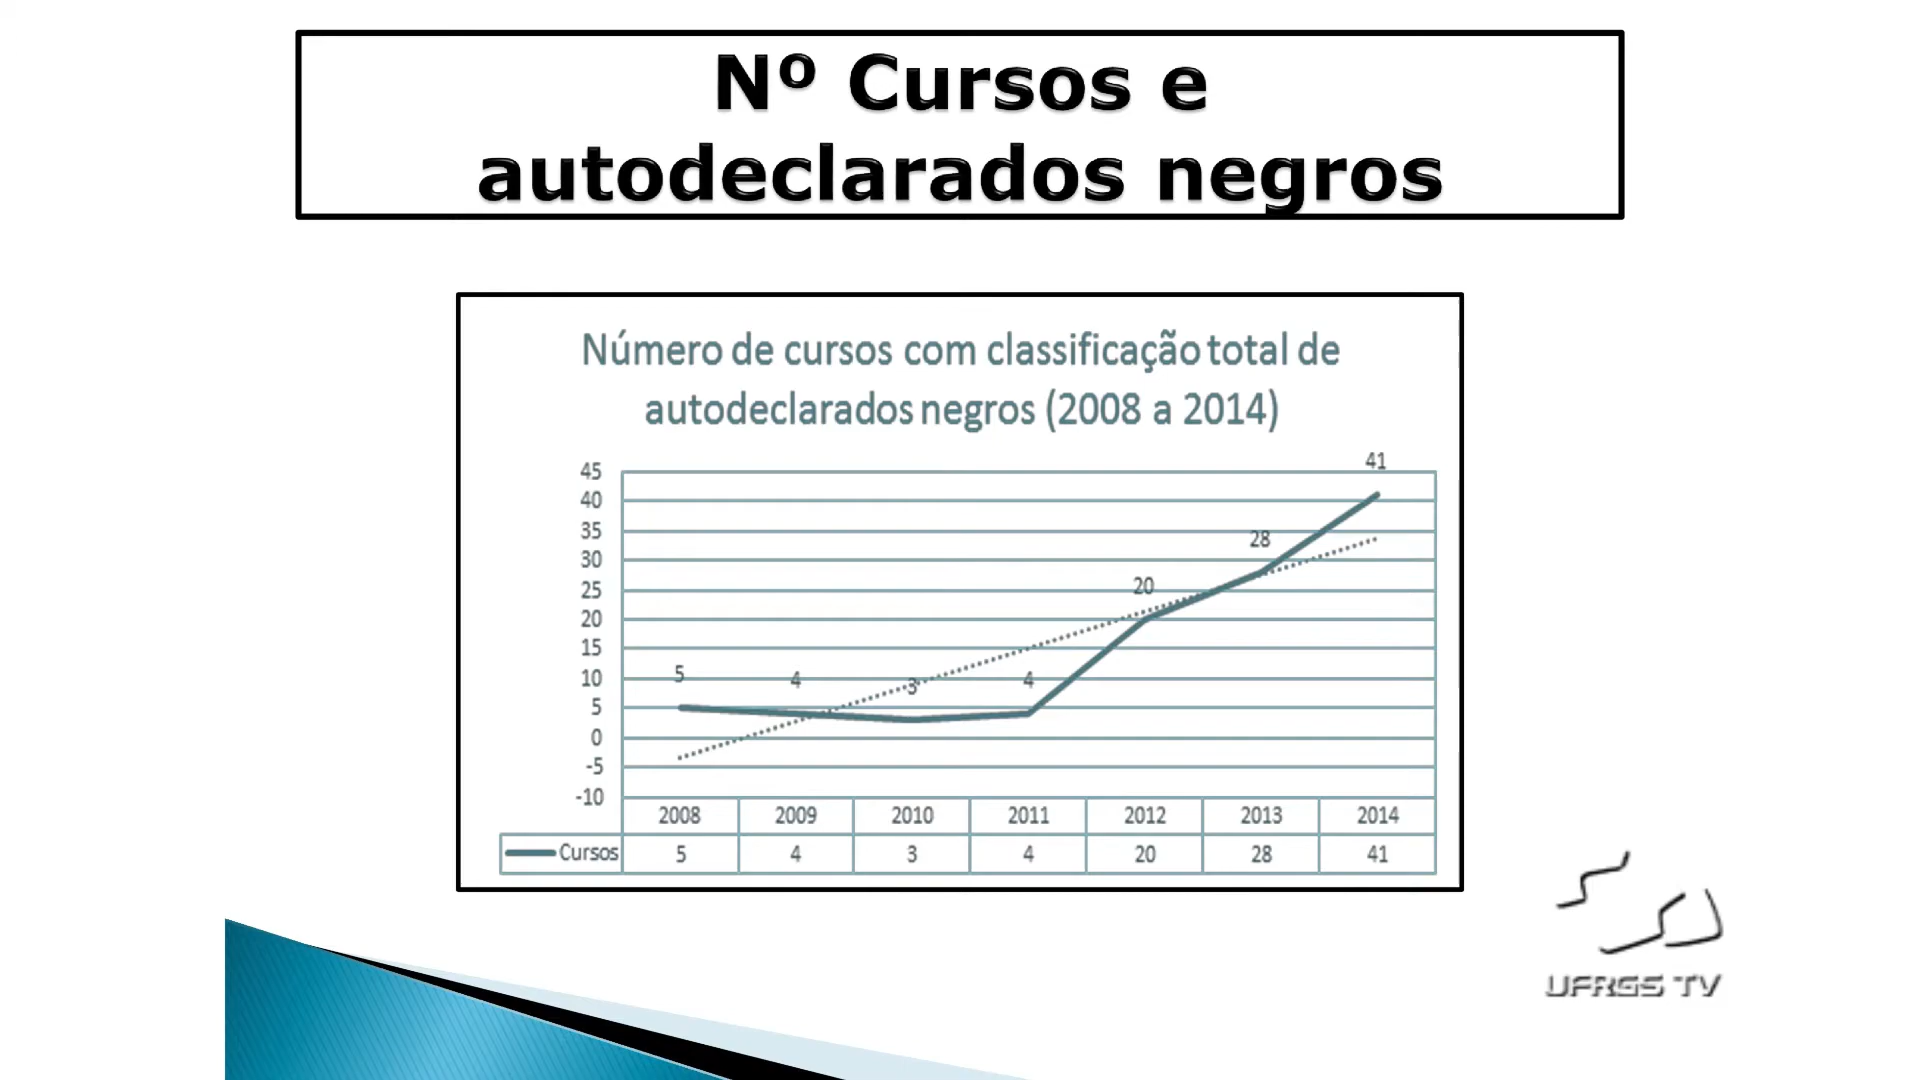 Nº Cursos e
autodeclarados negros
Número de cursos com classificação total de
autodeclarados negros (2008 a 2014)
45
40
35
30
25
20
15
10
5
0
-5
-10
5 4 3 4 20 28 41
2008 2009 2010 2011 2012 2013 2014
Cursos 5 4 3 4 20 28 41
UFRGS TV